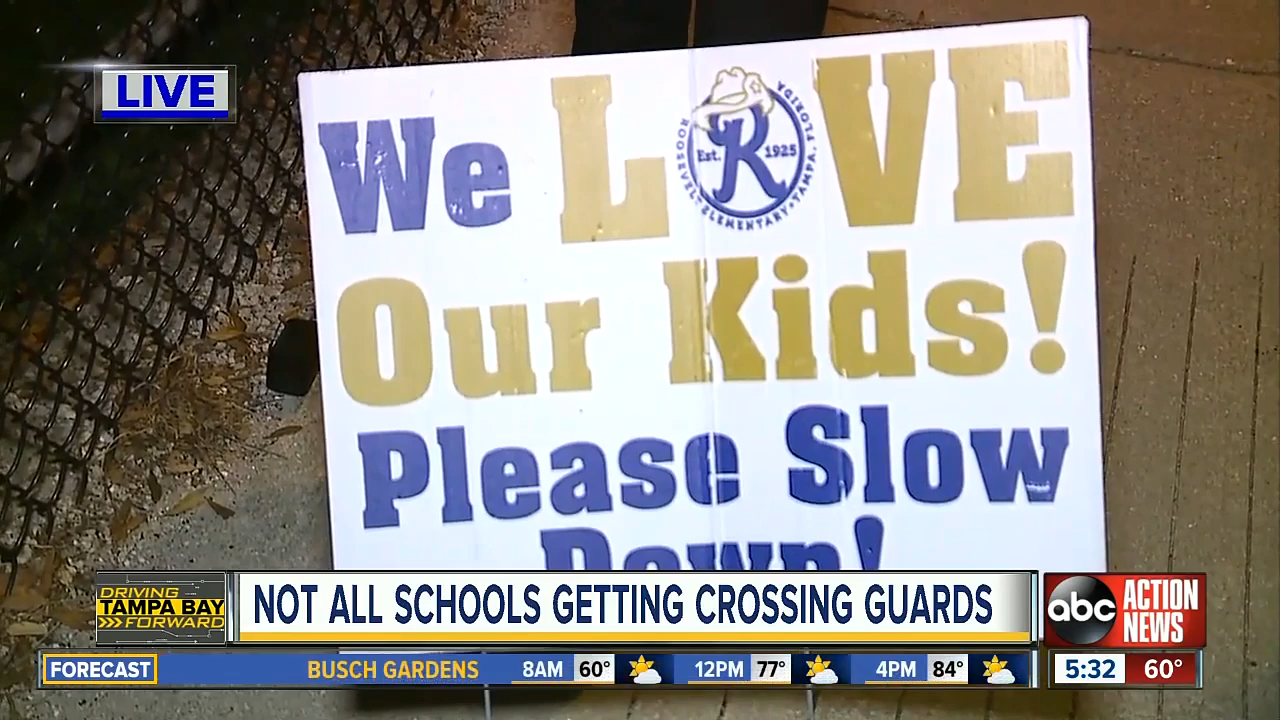 LIVE
We LOVE
ROOSEVELT ELEMENTARY • TAMPA, FLORIDA
Est. R 1925
Our Kids!
Please Slow
Down!
DRIVING
TAMPA BAY
FORWARD
NOT ALL SCHOOLS GETTING CROSSING GUARDS
abc ACTION
NEWS
FORECAST BUSCH GARDENS 8AM 60° 12PM 77° 4PM 84° 5:32 60°